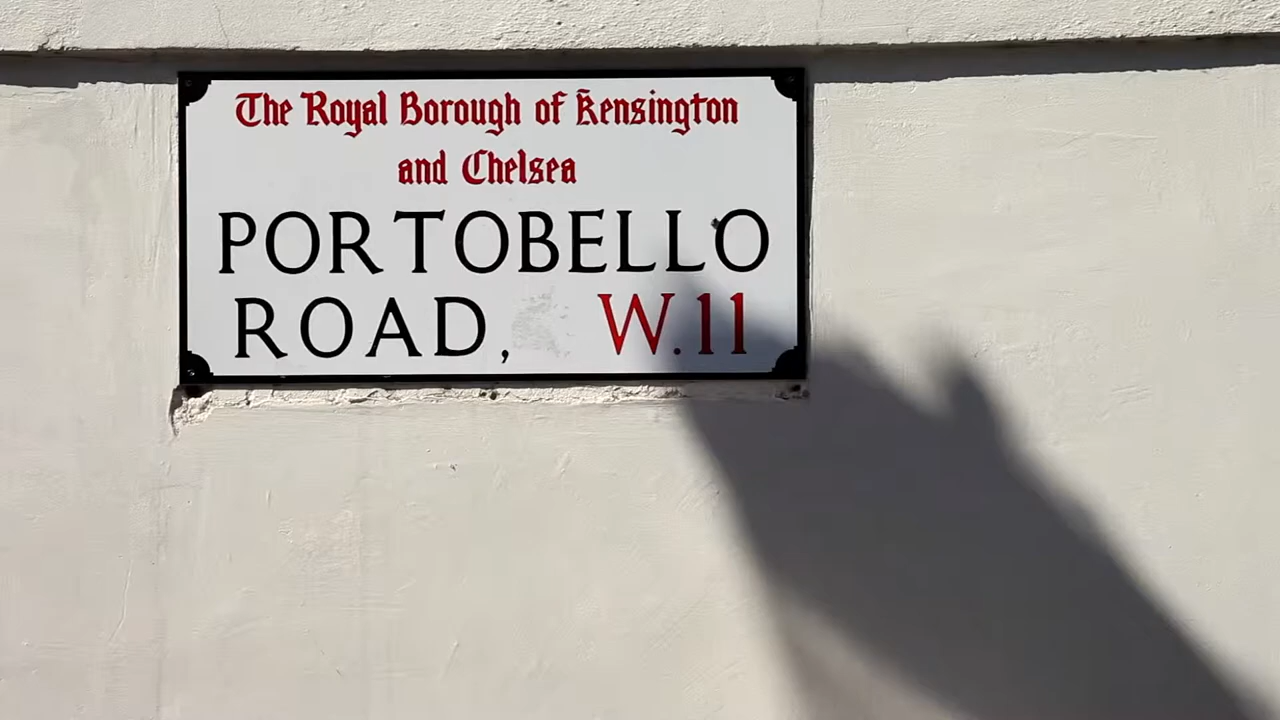 The Royal Borough of Kensington
and Chelsea
PORTOBELLO
ROAD, W.11